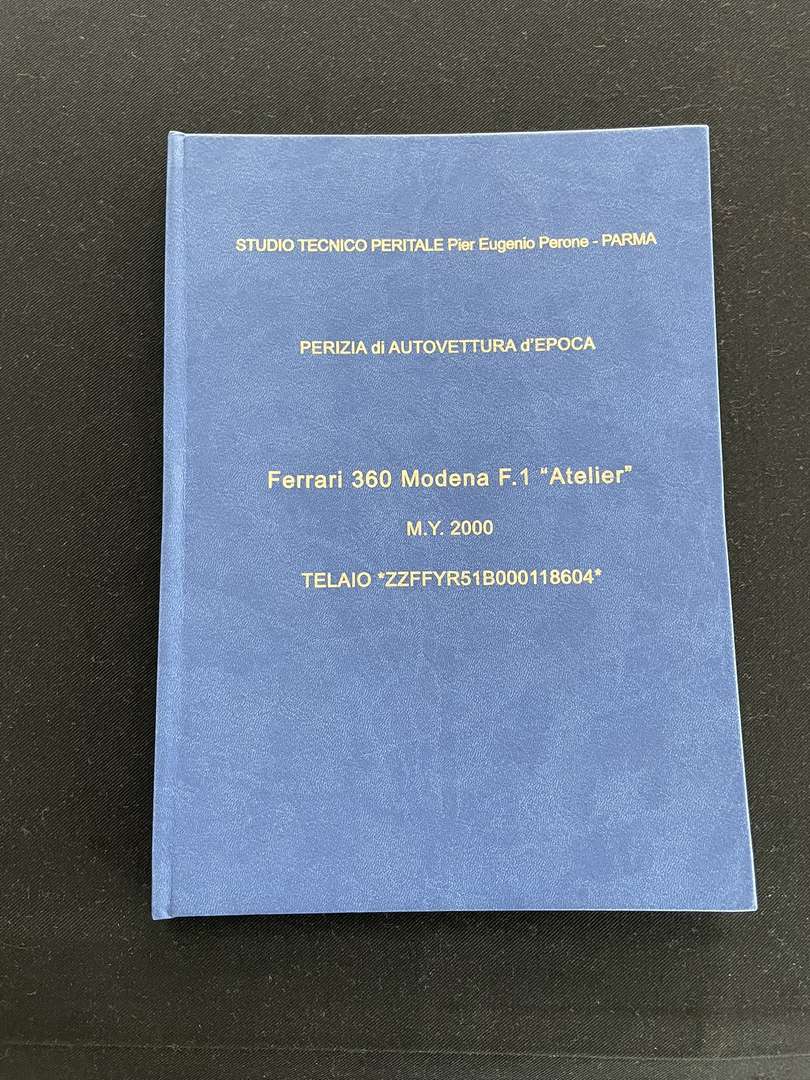 STUDIO TECNICO PERITALE Pier Eugenio Perone - PARMA
PERIZIA di AUTOVETTURA d'EPOCA
Ferrari 360 Modena F.1 “Atelier”
M.Y. 2000
TELAIO *ZZFFYR51B000118604*